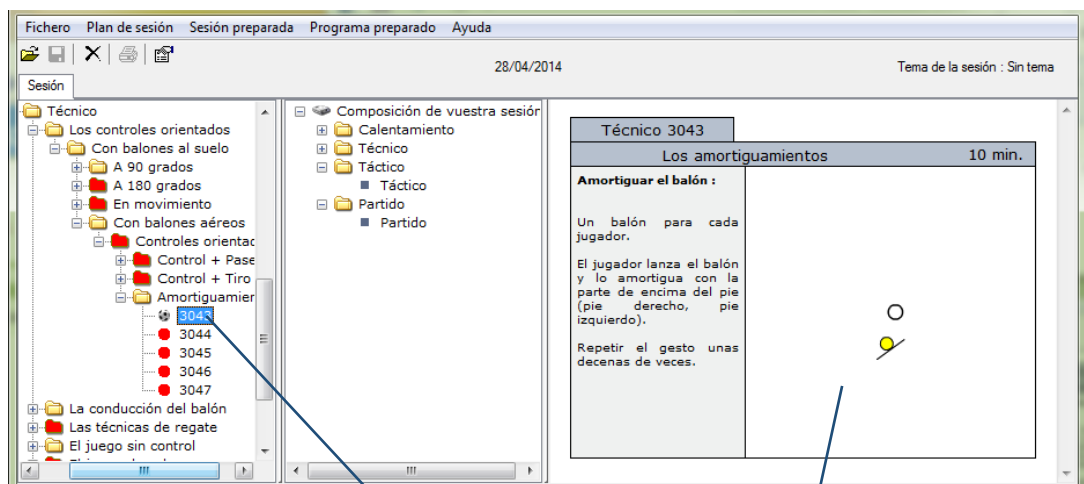 Fichero Plan de sesión Sesión preparada Programa preparado Ayuda
28/04/2014
Tema de la sesión : Sin tema
Sesión
Técnico
Los controles orientados
Con balones al suelo
A 90 grados
A 180 grados
En movimiento
Con balones aéreos
Controles orientac
Control + Pase
Control + Tiro
Amortiguamier
3043
3044
3045
3046
3047
La conducción del balón
Las técnicas de regate
El juego sin control
Composición de vuestra sesión
Calentamiento
Técnico
Táctico
Táctico
Partido
Partido
Técnico 3043
Los amortiguamientos 10 min.
Amortiguar el balón :
Un balón para cada
jugador.
El jugador lanza el balón
y lo amortigua con la
parte de encima del pie
(pie derecho, pie
izquierdo).
Repetir el gesto unas
decenas de veces.